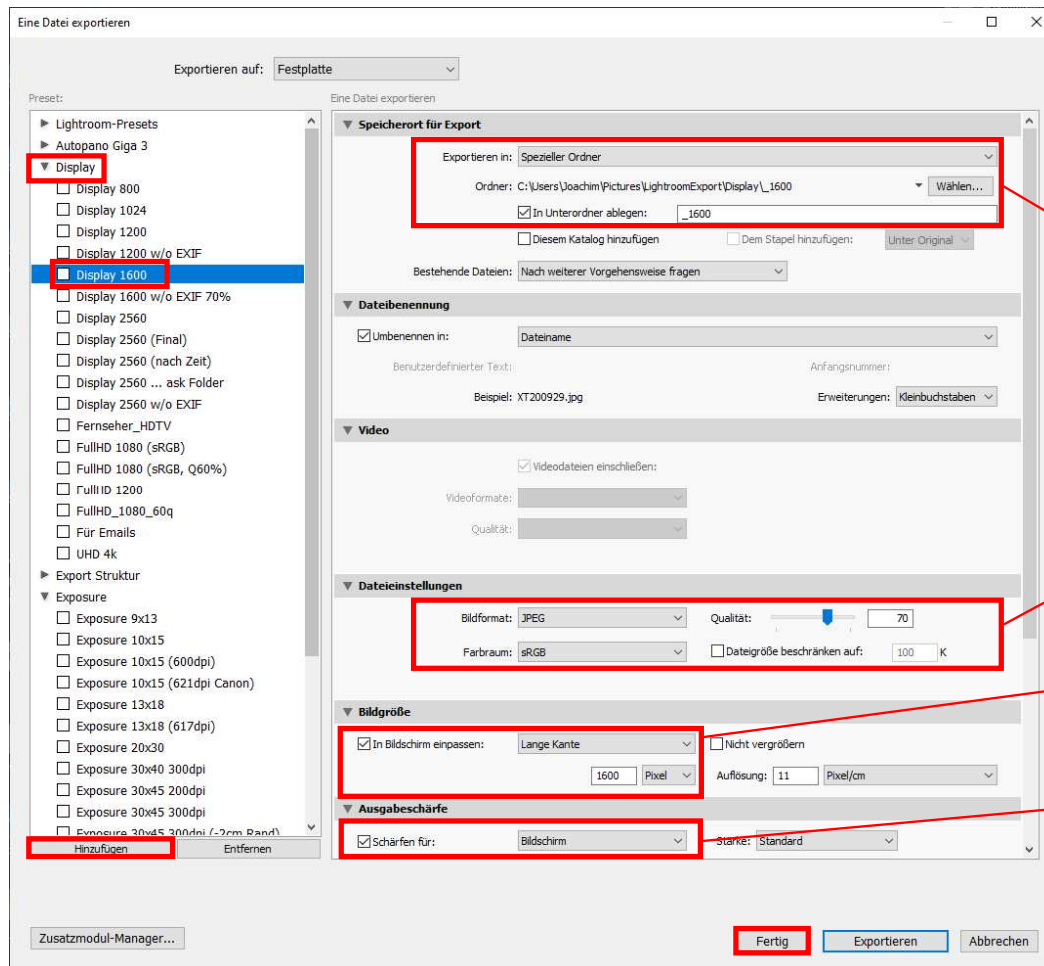 Eine Datei exportieren
Exportieren auf: Festplatte
Preset:
Lightroom-Presets
Autopano Giga 3
Display
Display 800
Display 1024
Display 1200
Display 1200 w/o EXIF
Display 1600
Display 1600 w/o EXIF 70%
Display 2560
Display 2560 (Final)
Display 2560 (nach Zeit)
Display 2560 ... ask Folder
Display 2560 w/o EXIF
Fernseher_HDTV
FullHD 1080 (sRGB)
FullHD 1080 (sRGB, Q60%)
FullHD 1200
FullHD_1080_60q
Für Emails
UHD 4k
Export Struktur
Exposure
Exposure 9x13
Exposure 10x15
Exposure 10x15 (600dpi)
Exposure 10x15 (621dpi Canon)
Exposure 13x18
Exposure 13x18 (617dpi)
Exposure 20x30
Exposure 30x40 300dpi
Exposure 30x45 200dpi
Exposure 30x45 300dpi
Exposure 30x45 300dpi (-2cm Rand)
Hinzufügen Entfernen
Eine Datei exportieren
Speicherort für Export
Exportieren in: Spezieller Ordner
Ordner: C:\Users\Joachim\Pictures\LightroomExport\Display\_1600 Wählen...
In Unterordner ablegen: _1600
Diesem Katalog hinzufügen Dem Stapel hinzufügen: Unter Original
Bestehende Dateien: Nach weiterer Vorgehensweise fragen
Dateibenennung
Umbenennen in: Dateiname
Benutzerdefinierter Text: Anfangsnummer:
Beispiel: XT200929.jpg Erweiterungen: Kleinbuchstaben
Video
Videodateien einschließen:
Videoformate:
Qualität:
Dateieinstellungen
Bildformat: JPEG Qualität: 70
Farbraum: sRGB Dateigröße beschränken auf: 100 K
Bildgröße
In Bildschirm einpassen: Lange Kante Nicht vergrößern
1600 Pixel Auflösung: 11 Pixel/cm
Ausgabeschärfe
Schärfen für: Bildschirm Stärke: Standard
Zusatzmodul-Manager... Fertig Exportieren Abbrechen